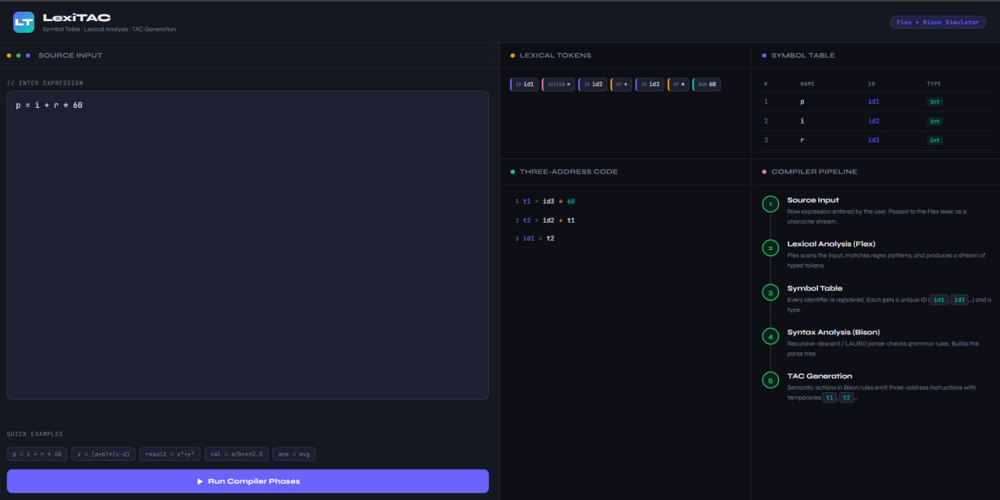 LT
LexiTAC
Symbol Table · Lexical Analysis · TAC Generation
Flex + Bison Simulator
SOURCE INPUT
// ENTER EXPRESSION
p = i + r * 60
QUICK EXAMPLES
p = i + r * 60
z = (a+b)*(c-d)
result = x²+y²
val = a/b+c*2.5
ans = avg
▶ Run Compiler Phases
LEXICAL TOKENS
ID id1 ASSIGN = ID id2 OP + ID id3 OP * NUM 60
SYMBOL TABLE
# NAME ID TYPE
1 p id1 int
2 i id2 int
3 r id3 int
THREE-ADDRESS CODE
1 t1 = id3 * 60
2 t2 = id2 + t1
3 id1 = t2
COMPILER PIPELINE
1
Source Input
Raw expression entered by the user. Passed to the Flex lexer as a
character stream.
2
Lexical Analysis (Flex)
Flex scans the input, matches regex patterns, and produces a stream of
typed tokens.
3
Symbol Table
Every identifier is registered. Each gets a unique ID ( id1 , id2 …) and a
type.
4
Syntax Analysis (Bison)
Recursive-descent / LALR(1) parser checks grammar rules. Builds the
parse tree.
5
TAC Generation
Semantic actions in Bison rules emit three-address instructions with
temporaries t1 , t2 …